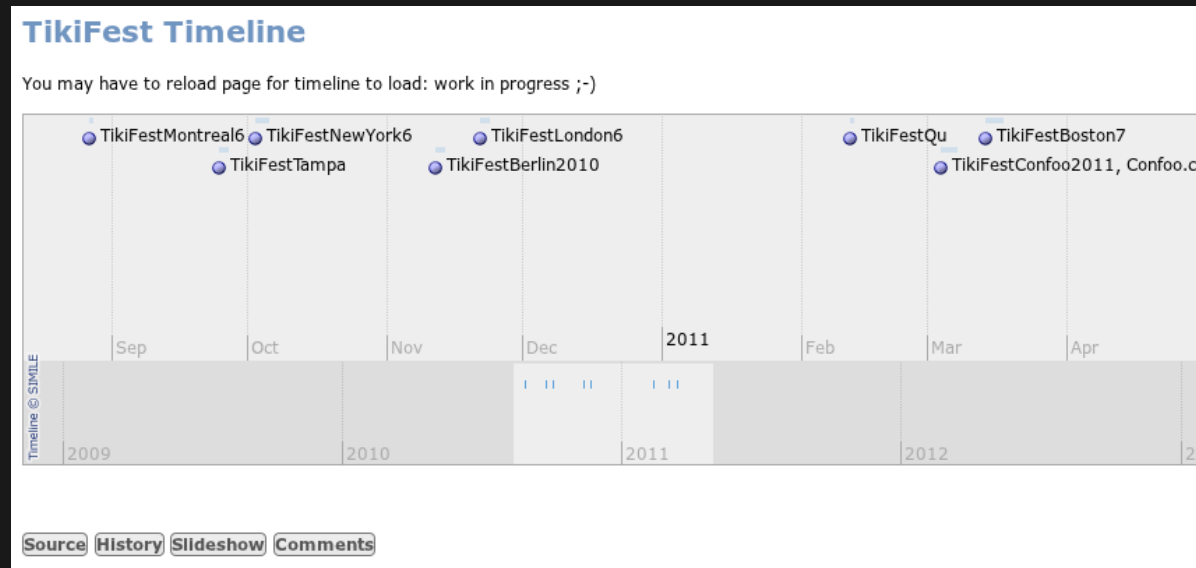 TikiFest Timeline
You may have to reload page for timeline to load: work in progress ;-)
TikiFestMontreal6 TikiFestNewYork6 TikiFestLondon6 TikiFestQu TikiFestBoston7
TikiFestTampa TikiFestBerlin2010 TikiFestConfoo2011, Confoo.c
Sep Oct Nov Dec 2011 Feb Mar Apr
Timeline © SIMILE
2009 2010 2011 2012 2
Source History Slideshow Comments